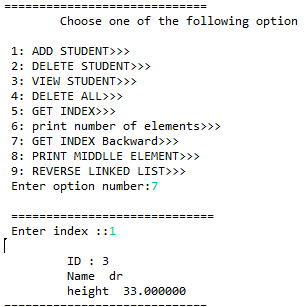 ==============================
Choose one of the following option
1: ADD STUDENT>>>
2: DELETE STUDENT>>>
3: VIEW STUDENT>>>
4: DELETE ALL>>>
5: GET INDEX>>>
6: print number of elements>>>
7: GET INDEX Backward>>>
8: PRINT MIDDLLE ELEMENT>>>
9: REVERSE LINKED LIST>>>
Enter option number:7
==============================
Enter index ::1
ID : 3
Name  dr
height  33.000000
==============================